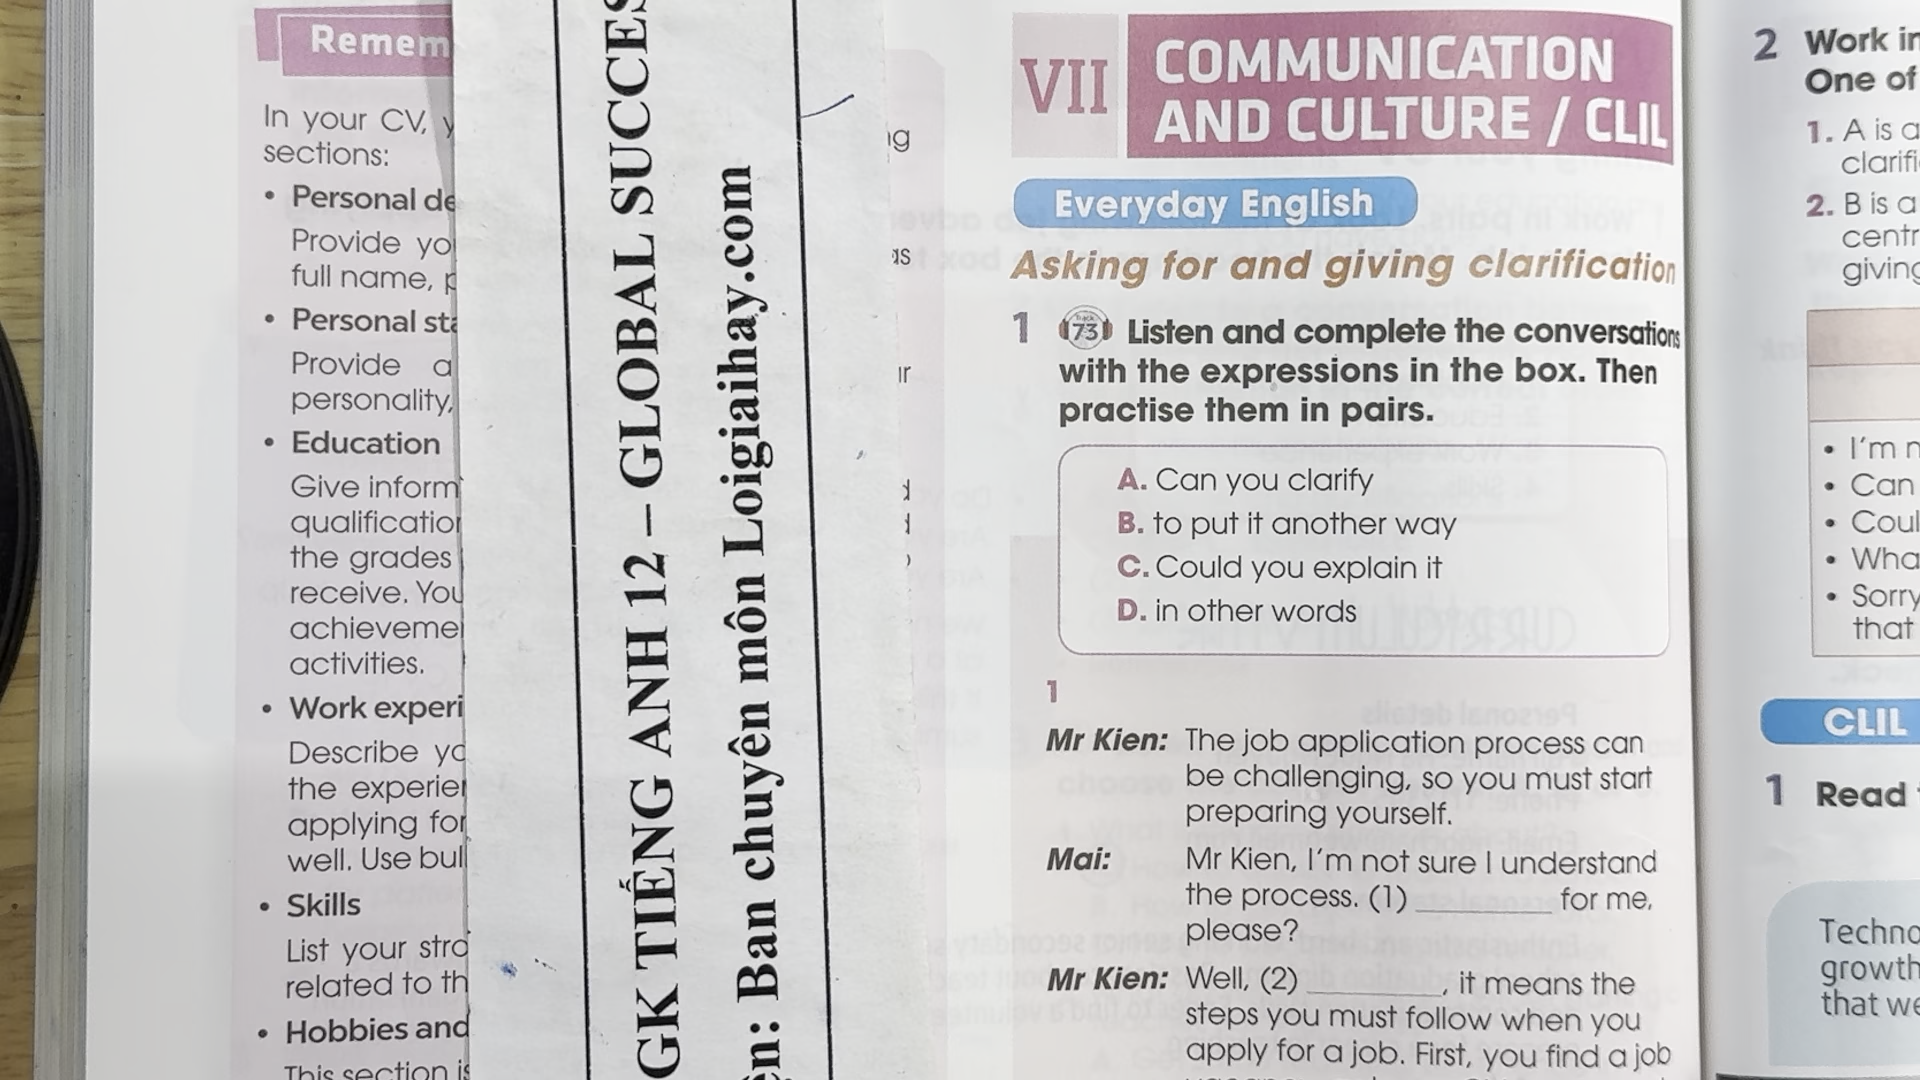 Remem
In your CV,
sections:
• Personal de
Provide yo
full name,
• Personal sta
Provide a
personality,
• Education
Give inform
qualification
the grades
receive. You
achieveme
activities.
• Work experi
Describe yo
the experie
applying for
well. Use bul
• Skills
List your stro
related to th
• Hobbies and
This section is
GK TIẾNG ANH 12 – GLOBAL SUCCES
ện: Ban chuyên môn Loigiaihay.com
VII
COMMUNICATION
AND CULTURE / CLIL
Everyday English
Asking for and giving clarification
1 73 Listen and complete the conversations
with the expressions in the box. Then
practise them in pairs.
A. Can you clarify
B. to put it another way
C. Could you explain it
D. in other words
1
Mr Kien: The job application process can
be challenging, so you must start
preparing yourself.
Mai: Mr Kien, I'm not sure I understand
the process. (1) ________ for me,
please?
Mr Kien: Well, (2) ________, it means the
steps you must follow when you
apply for a job. First, you find a job
2 Work in
One of
1. A is a
clarifi
2. B is a
centr
giving
• I'm n
• Can
• Coul
• Wha
• Sorry
that
CLIL
1 Read
Techno
growth
that we